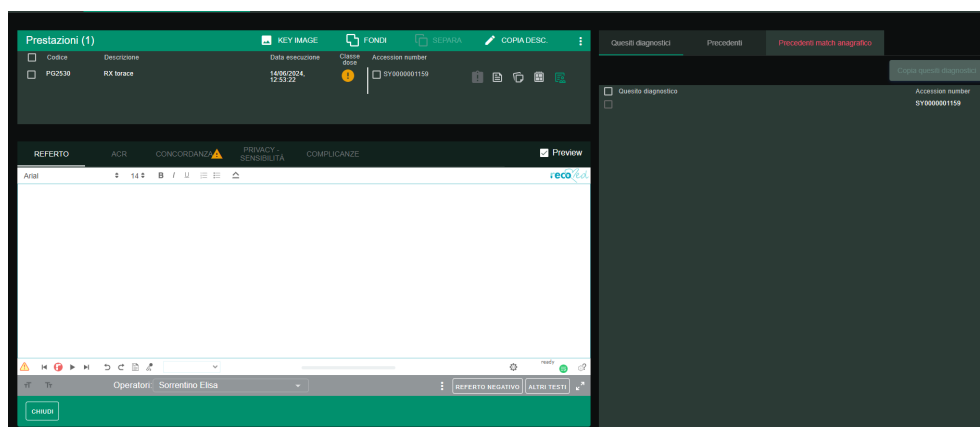 Prestazioni (1) KEY IMAGE FONDI SEPARA COPIA DESC.
Codice Descrizione Data esecuzione Classe dose Accession number
PG2530 RX torace 14/06/2024, 12:53:22 SY0000001159
REFERTO ACR CONCORDANZA PRIVACY - SENSIBILITÀ COMPLICANZE Preview
Arial 14 B I U recoMed
ready
Operatori: Sorrentino Elisa REFERTO NEGATIVO ALTRI TESTI
CHIUDI
Quesiti diagnostici Precedenti Precedenti match anagrafico
Copia quesiti diagnostici
Quesito diagnostico Accession number
SY0000001159